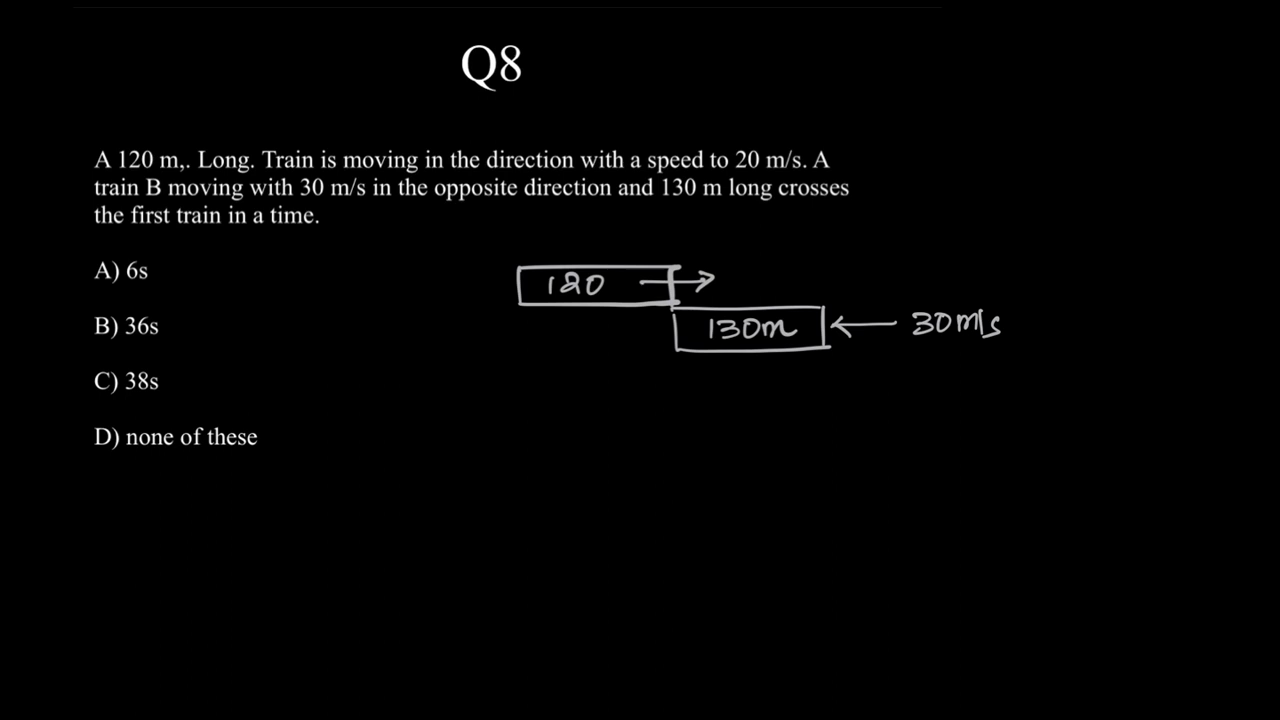 Q8
A 120 m,. Long. Train is moving in the direction with a speed to 20 m/s. A
train B moving with 30 m/s in the opposite direction and 130 m long crosses
the first train in a time.
A) 6s
B) 36s
C) 38s
D) none of these
120
130m
30m/s